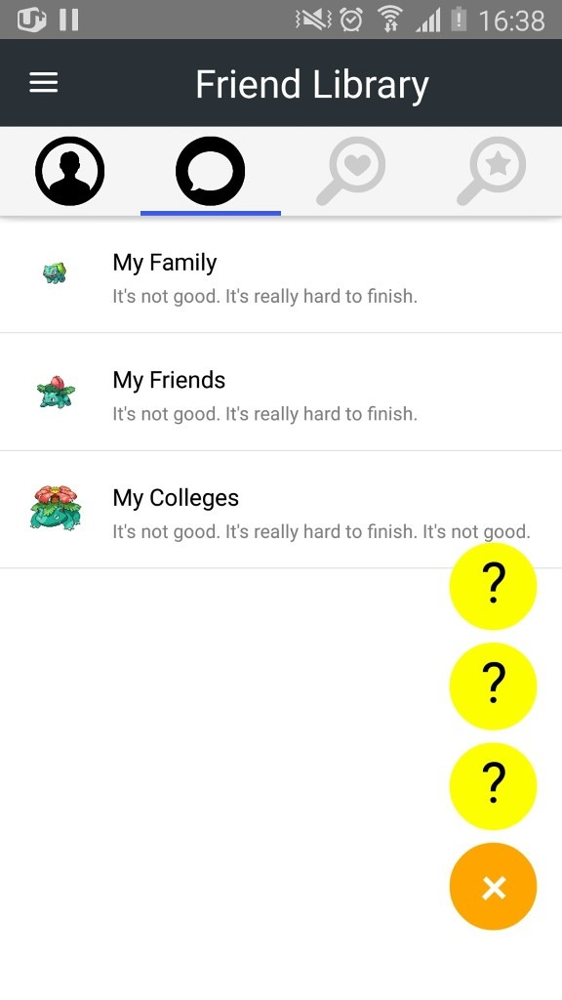 U+ 16:38
Friend Library
My Family
It's not good. It's really hard to finish.
My Friends
It's not good. It's really hard to finish.
My Colleges
It's not good. It's really hard to finish. It's not good.
?
?
?